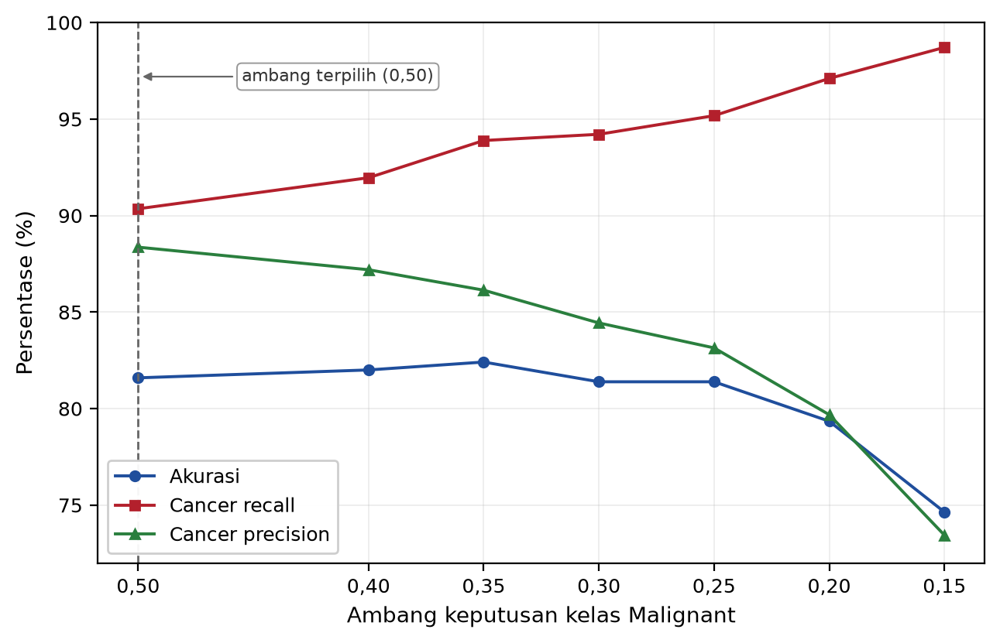 100
95
90
85
80
75
Persentase (%)
ambang terpilih (0,50)
Akurasi
Cancer recall
Cancer precision
0,50 0,40 0,35 0,30 0,25 0,20 0,15
Ambang keputusan kelas Malignant